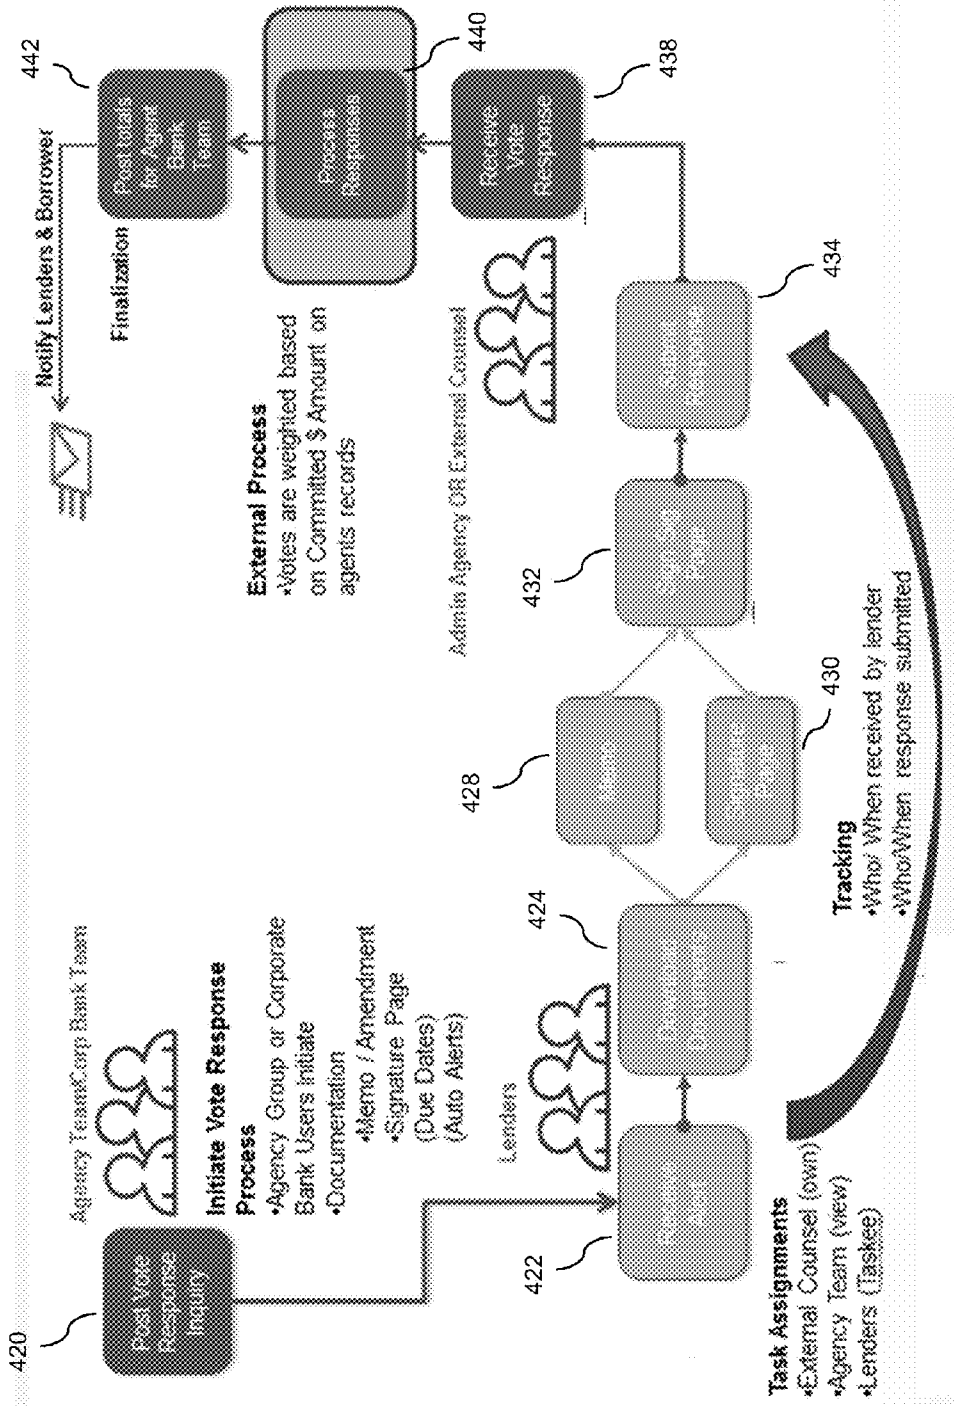 420
Post Vote
Response
Inquiry
Agency Team\Corp Bank Team
Initiate Vote Response
Process
•Agency Group or Corporate
Bank Users Initiate
•Documentation
•Memo / Amendment
•Signature Page
(Due Dates)
(Auto Alerts)
Lenders
422
424
428
430
432
434
Task Assignments
•External Counsel (own)
•Agency Team (view)
•Lenders (Taskee)
Tracking
•Who/ When received by lender
•Who/When response submitted
Admin Agency OR External Counsel
Receive
Vote
Response
438
External Process
•Votes are weighted based
on Committed $ Amount on
agents records
Process
Responses
440
Finalization
Post totals
for Agent
Bank
Team
442
Notify Lenders & Borrower